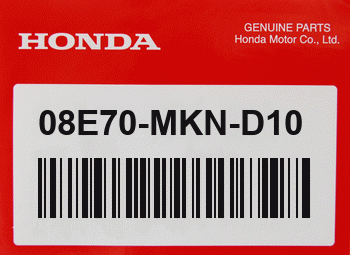 GENUINE PARTS
HONDA
Honda Motor Co., Ltd.
08E70-MKN-D10